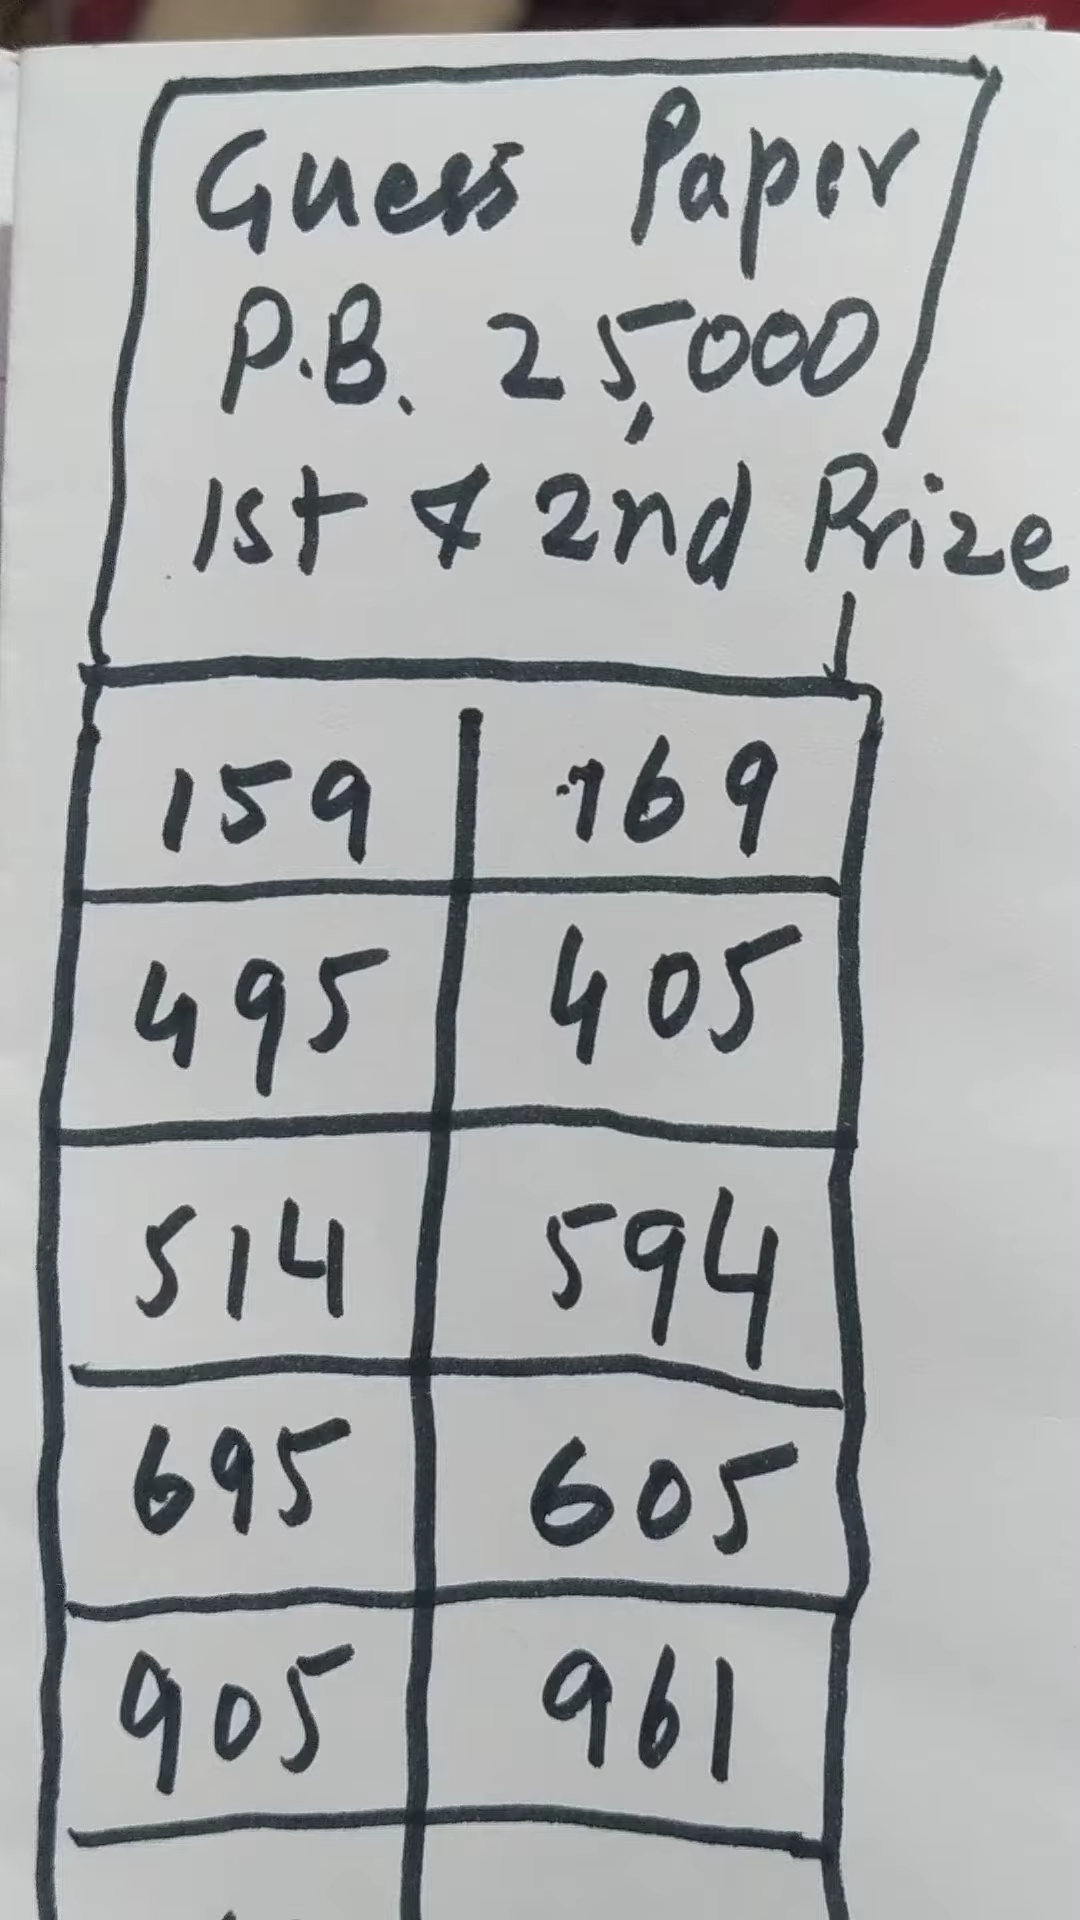 Guess Paper
P.B. 25,000
1st & 2nd Prize
159 169
495 405
514 594
695 605
905 961